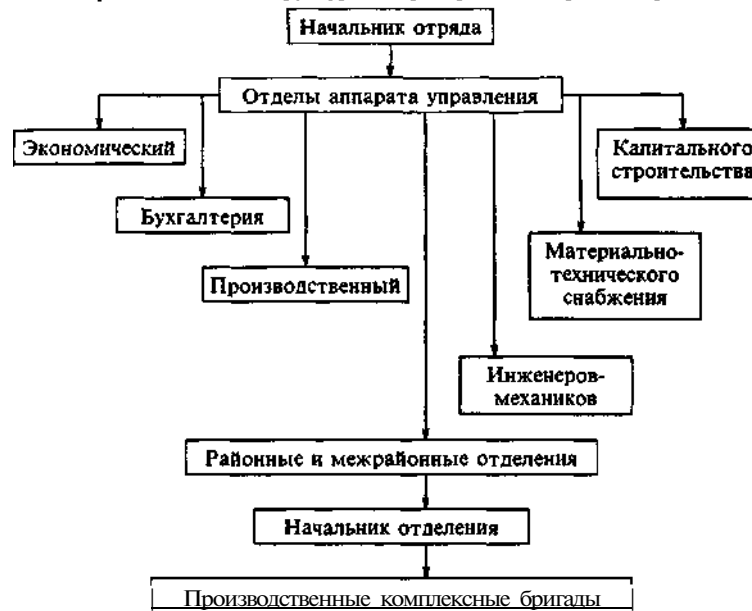 Начальник отряда
Отделы аппарата управления
Экономический
Капитального
строительства
Бухгалтерия
Материально-
технического
снабжения
Производственный
Инженеров-
механиков
Районные и межрайонные отделения
Начальник отделения
Производственные комплексные бригады